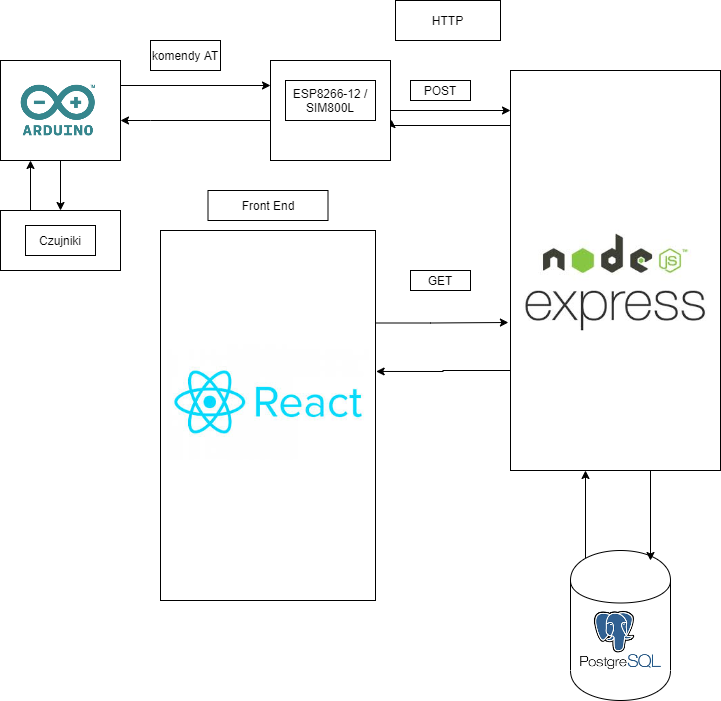 HTTP
komendy AT
ARDUINO
ESP8266-12 /
SIM800L
POST
Czujniki
Front End
node
JS
express
GET
React
PostgreSQL